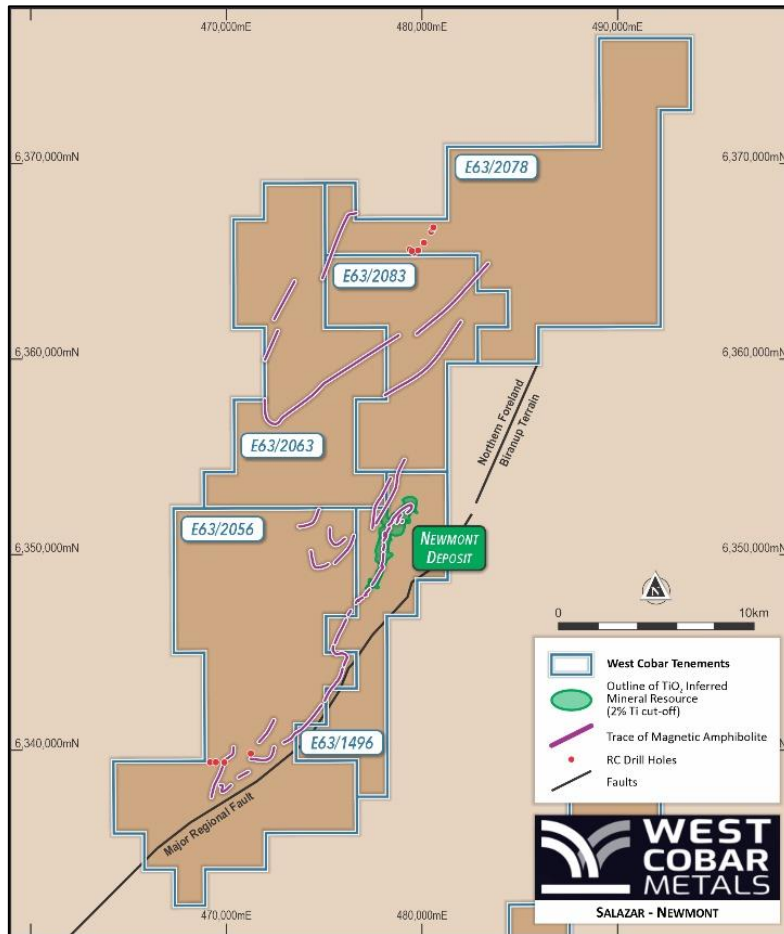 470,000mE
480,000mE
490,000mE
6,370,000mN
6,370,000mN
E63/2078
E63/2083
6,360,000mN
6,360,000mN
Northern Foreland
Biranup Terrain
E63/2063
E63/2056
NEWMONT
DEPOSIT
6,350,000mN
6,350,000mN
N
0
10km
West Cobar Tenements
Outline of TiO₂ Inferred
Mineral Resource
(2% Ti cut-off)
Trace of Magnetic Amphibolite
RC Drill Holes
Faults
6,340,000mN
E63/1496
Major Regional Fault
WEST
COBAR
METALS
SALAZAR - NEWMONT
470,000mE
480,000mE